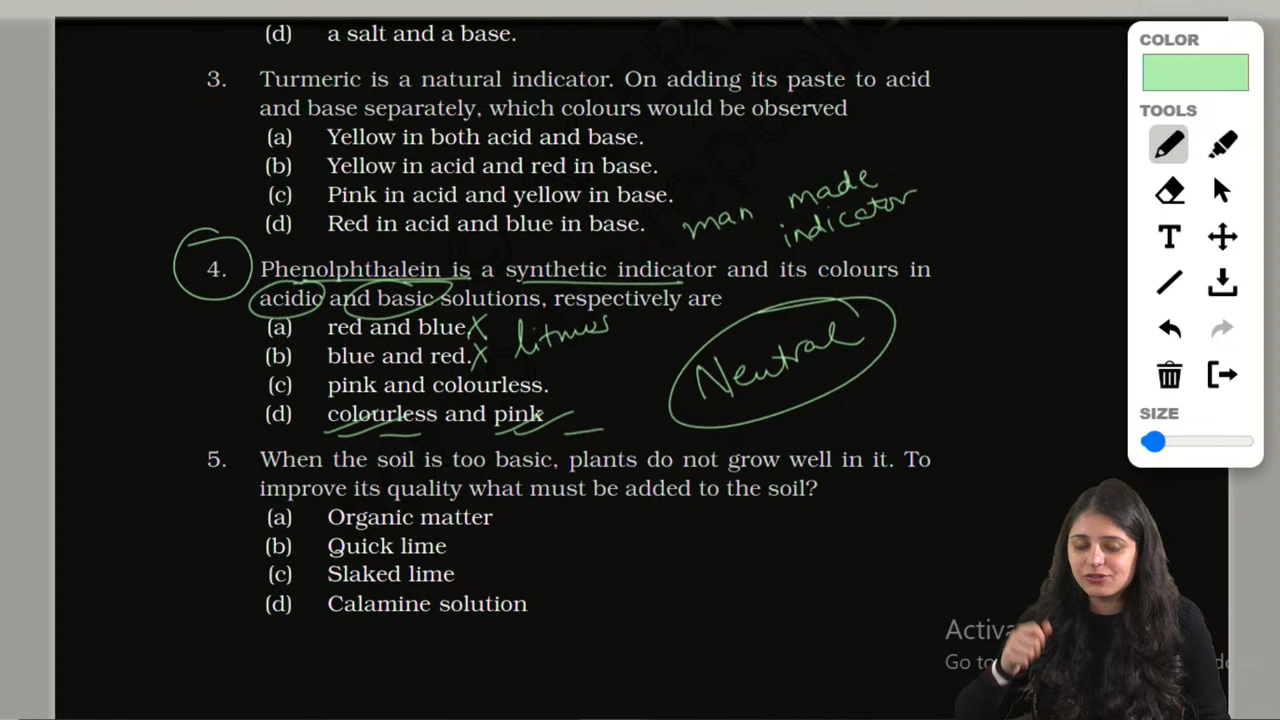 (d) a salt and a base.
3. Turmeric is a natural indicator. On adding its paste to acid
and base separately, which colours would be observed
(a) Yellow in both acid and base.
(b) Yellow in acid and red in base.
(c) Pink in acid and yellow in base.
(d) Red in acid and blue in base.
man made
indicator
4. Phenolphthalein is a synthetic indicator and its colours in
acidic and basic solutions, respectively are
(a) red and blue. X
litmus
(b) blue and red. X
(c) pink and colourless.
(d) colourless and pink
Neutral
5. When the soil is too basic, plants do not grow well in it. To
improve its quality what must be added to the soil?
(a) Organic matter
(b) Quick lime
(c) Slaked lime
(d) Calamine solution
COLOR
TOOLS
T
SIZE
Activa
Go to